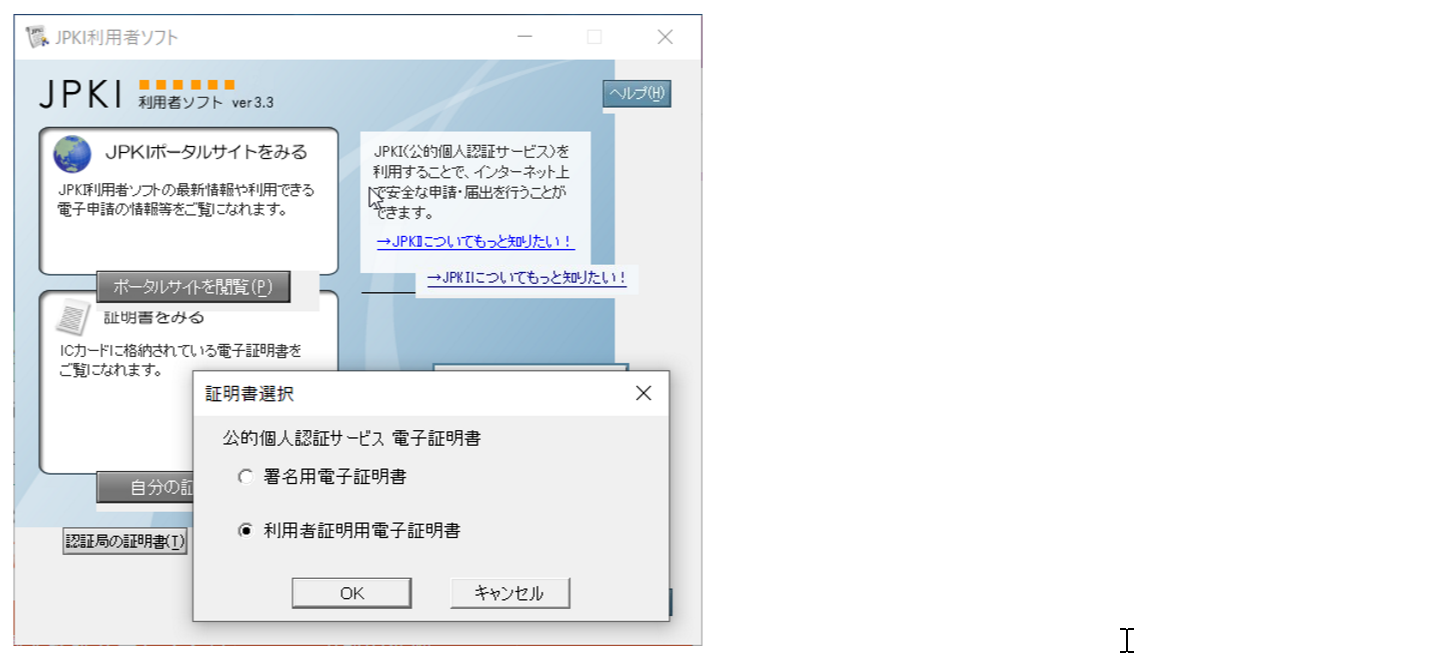 JPKI利用者ソフト
JPKI
利用者ソフト ver3.3
ヘルプ(H)
JPKIポータルサイトをみる
JPKI利用者ソフトの最新情報や利用できる
電子申請の情報等をご覧になれます。
ポータルサイトを閲覧(P)
JPKI(公的個人認証サービス)を
利用することで、インターネット上
で安全な申請・届出を行うことが
できます。
→JPKIについてもっと知りたい！
→JPKIについてもっと知りたい！
証明書をみる
ICカードに格納されている電子証明書を
ご覧になれます。
自分の証
認証局の証明書(T)
証明書選択
公的個人認証サービス 電子証明書
署名用電子証明書
利用者証明用電子証明書
OK
キャンセル